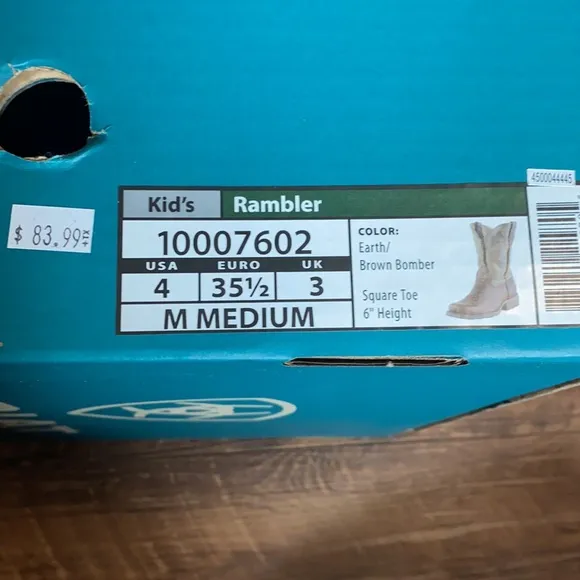 4500044445
Kid's Rambler
$ 83.99
10007602
USA EURO UK
4 35½ 3
M MEDIUM
COLOR:
Earth/
Brown Bomber
Square Toe
6" Height